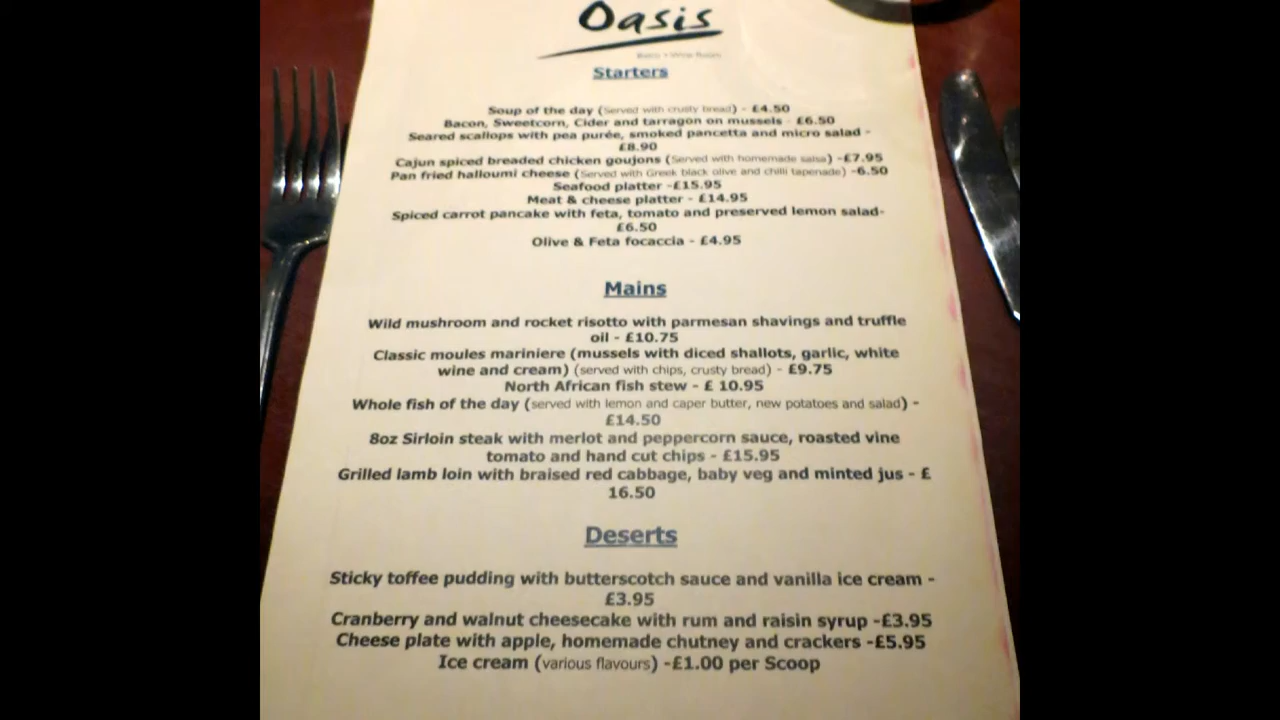 Oasis
Starters
Soup of the day (Served with crusty bread) - £4.50
Bacon, Sweetcorn, Cider and tarragon on mussels - £6.50
Seared scallops with pea purée, smoked pancetta and micro salad -
£8.90
Cajun spiced breaded chicken goujons (Served with homemade salsa) -£7.95
Pan fried halloumi cheese (Served with Greek black olive and chilli tapenade) -6.50
Seafood platter -£15.95
Meat & cheese platter - £14.95
Spiced carrot pancake with feta, tomato and preserved lemon salad-
£6.50
Olive & Feta focaccia - £4.95
Mains
Wild mushroom and rocket risotto with parmesan shavings and truffle
oil - £10.75
Classic moules mariniere (mussels with diced shallots, garlic, white
wine and cream) (served with chips, crusty bread) - £9.75
North African fish stew - £ 10.95
Whole fish of the day (served with lemon and caper butter, new potatoes and salad) -
£14.50
8oz Sirloin steak with merlot and peppercorn sauce, roasted vine
tomato and hand cut chips - £15.95
Grilled lamb loin with braised red cabbage, baby veg and minted jus - £
16.50
Deserts
Sticky toffee pudding with butterscotch sauce and vanilla ice cream -
£3.95
Cranberry and walnut cheesecake with rum and raisin syrup -£3.95
Cheese plate with apple, homemade chutney and crackers -£5.95
Ice cream (various flavours) -£1.00 per Scoop